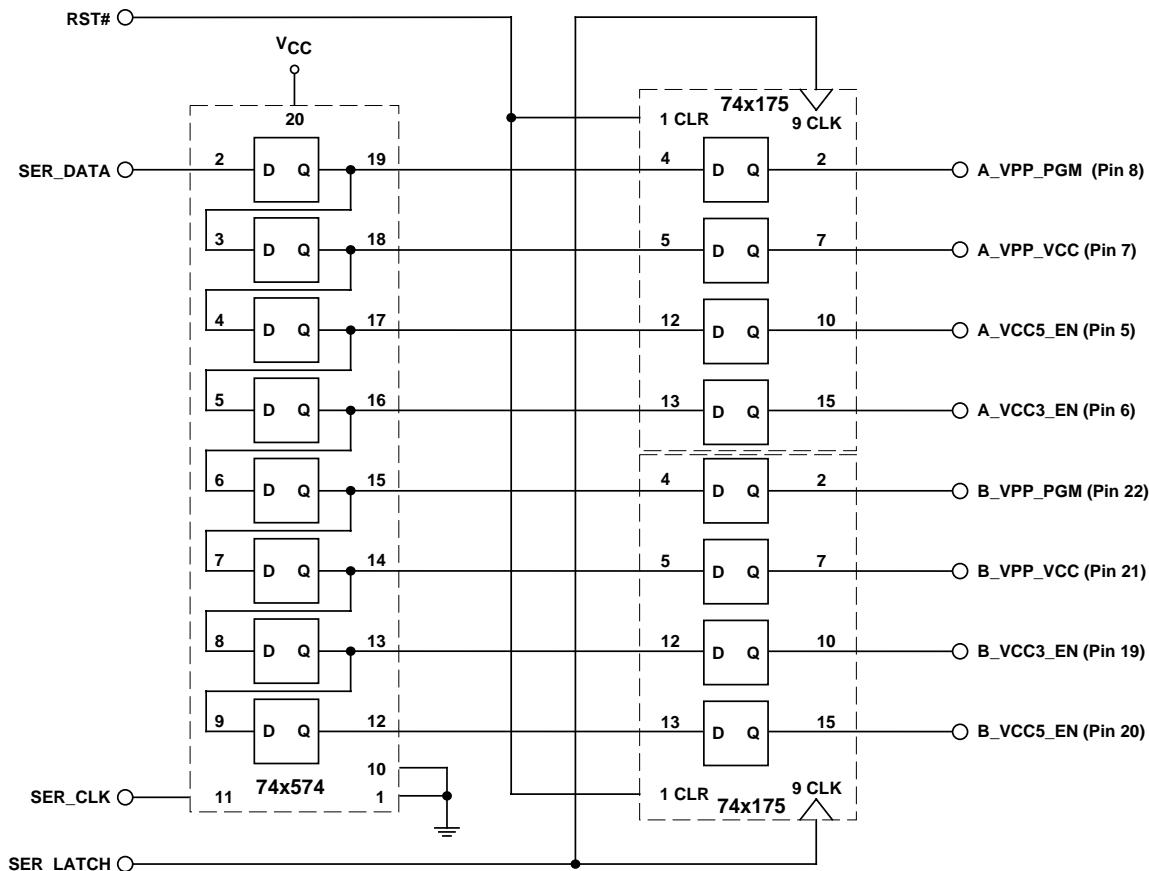 RST#
VCC
20
74x175
1 CLR
9 CLK
SER_DATA
2
D Q
19
4
D Q
2
A_VPP_PGM (Pin 8)
3
D Q
18
5
D Q
7
A_VPP_VCC (Pin 7)
4
D Q
17
12
D Q
10
A_VCC5_EN (Pin 5)
5
D Q
16
13
D Q
15
A_VCC3_EN (Pin 6)
6
D Q
15
4
D Q
2
B_VPP_PGM (Pin 22)
7
D Q
14
5
D Q
7
B_VPP_VCC (Pin 21)
8
D Q
13
12
D Q
10
B_VCC3_EN (Pin 19)
9
D Q
12
13
D Q
15
B_VCC5_EN (Pin 20)
74x574
10
SER_CLK
11
1
1 CLR
9 CLK
74x175
SER_LATCH